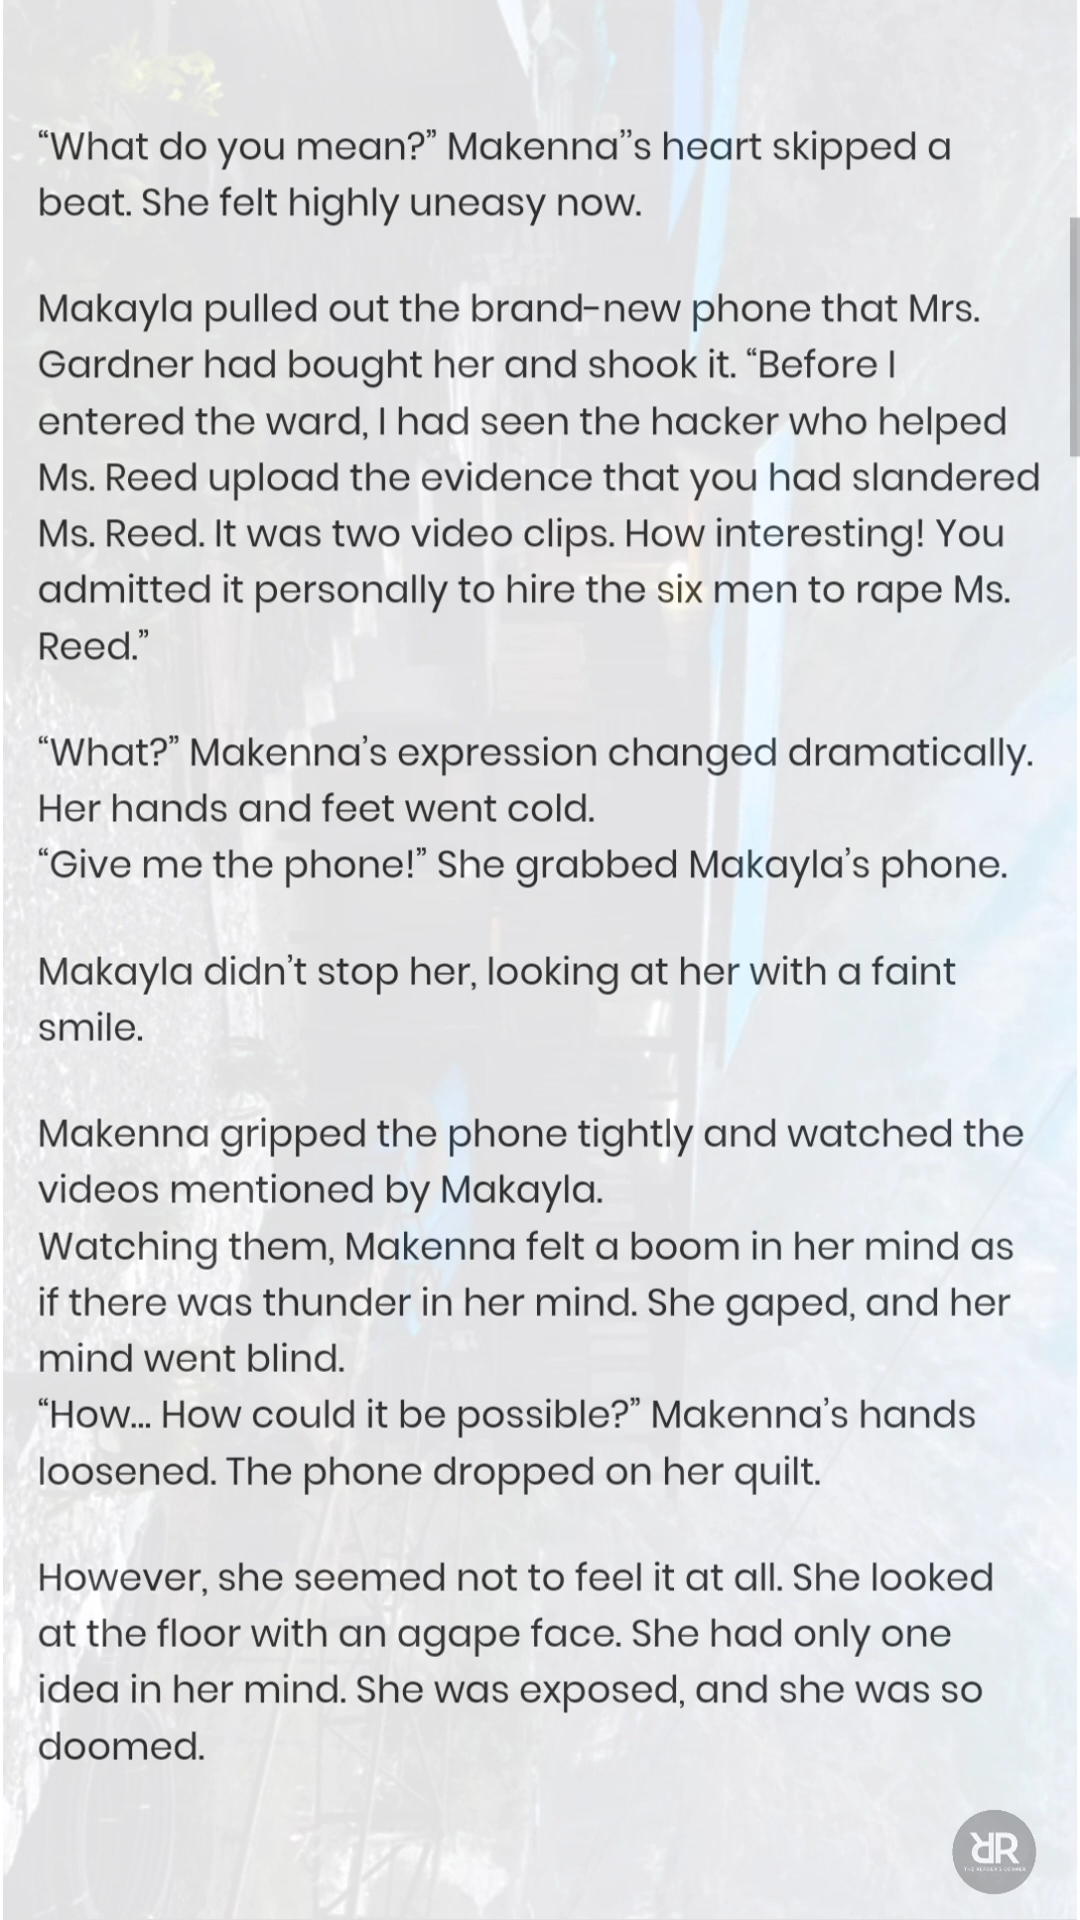 “What do you mean?” Makenna”s heart skipped a
beat. She felt highly uneasy now.
Makayla pulled out the brand-new phone that Mrs.
Gardner had bought her and shook it. “Before I
entered the ward, I had seen the hacker who helped
Ms. Reed upload the evidence that you had slandered
Ms. Reed. It was two video clips. How interesting! You
admitted it personally to hire the six men to rape Ms.
Reed.”
“What?” Makenna’s expression changed dramatically.
Her hands and feet went cold.
“Give me the phone!” She grabbed Makayla’s phone.
Makayla didn’t stop her, looking at her with a faint
smile.
Makenna gripped the phone tightly and watched the
videos mentioned by Makayla.
Watching them, Makenna felt a boom in her mind as
if there was thunder in her mind. She gaped, and her
mind went blind.
“How... How could it be possible?” Makenna’s hands
loosened. The phone dropped on her quilt.
However, she seemed not to feel it at all. She looked
at the floor with an agape face. She had only one
idea in her mind. She was exposed, and she was so
doomed.
RR